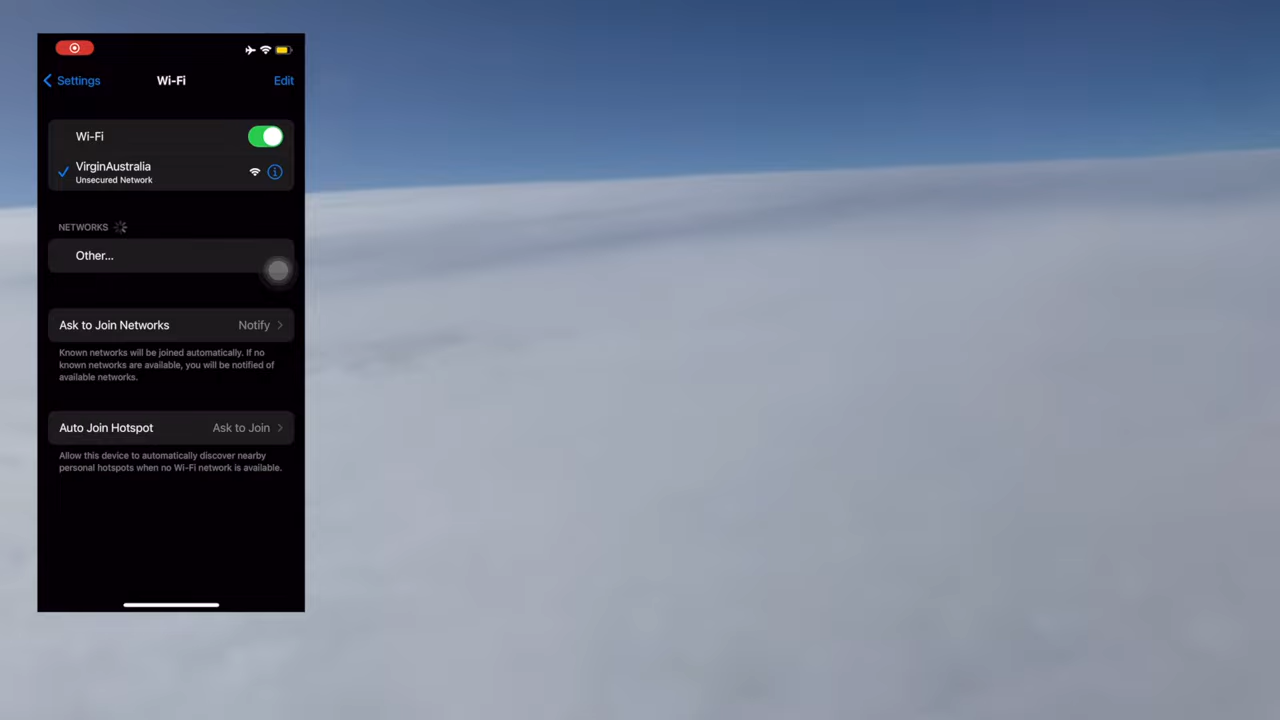 Settings
Wi-Fi
Edit
Wi-Fi
VirginAustralia
Unsecured Network
NETWORKS
Other...
Ask to Join Networks
Notify
Known networks will be joined automatically. If no
known networks are available, you will be notified of
available networks.
Auto Join Hotspot
Ask to Join
Allow this device to automatically discover nearby
personal hotspots when no Wi-Fi network is available.